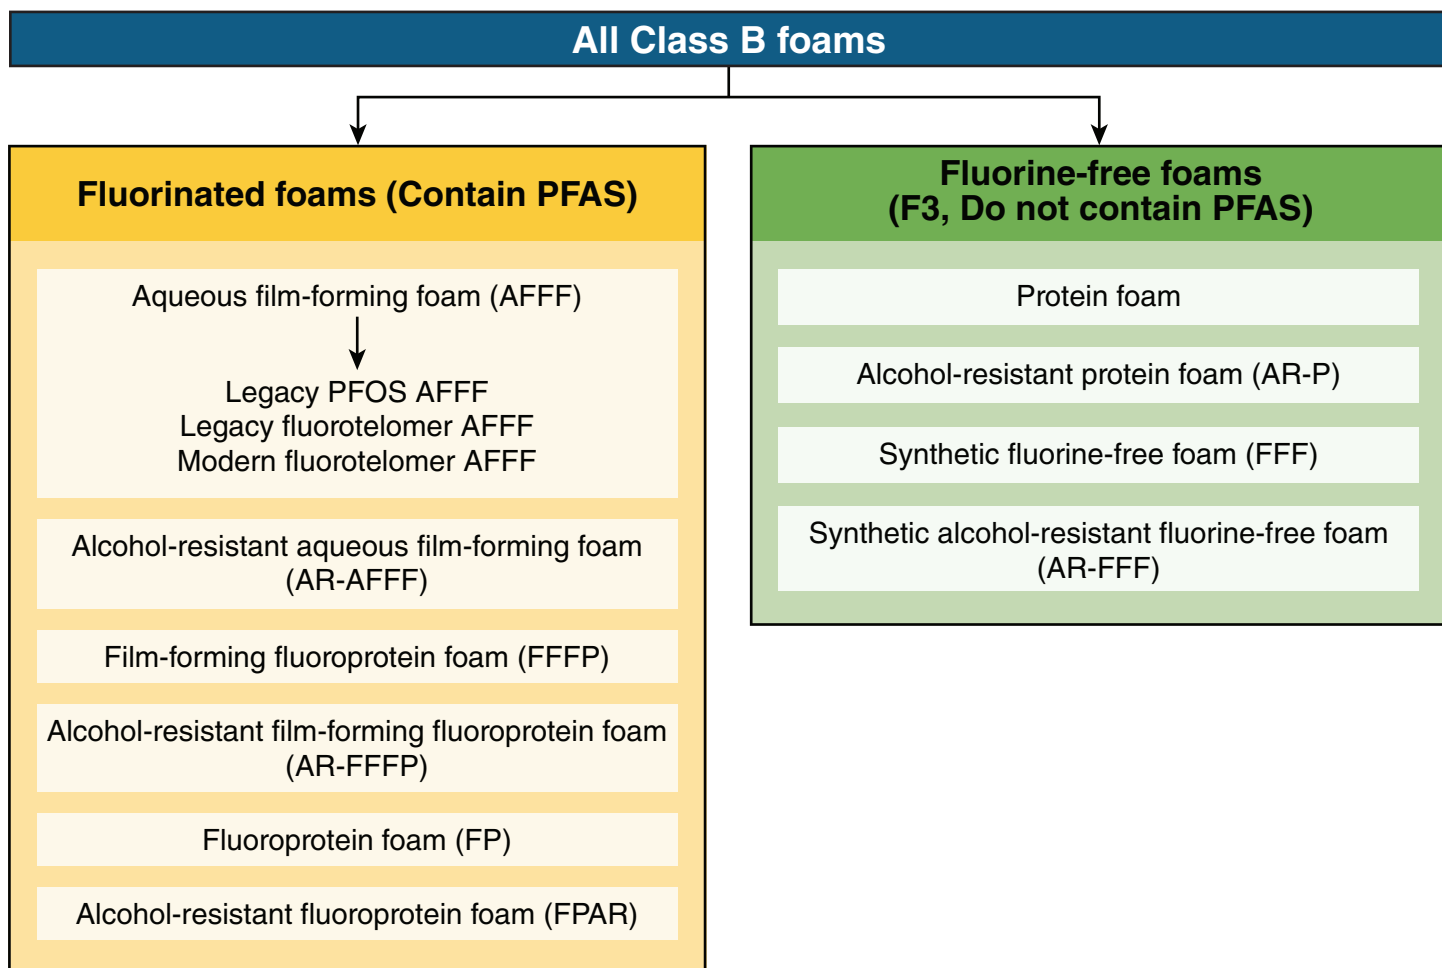 All Class B foams
Fluorinated foams (Contain PFAS)
Aqueous film-forming foam (AFFF)
Legacy PFOS AFFF
Legacy fluorotelomer AFFF
Modern fluorotelomer AFFF
Alcohol-resistant aqueous film-forming foam
(AR-AFFF)
Film-forming fluoroprotein foam (FFFP)
Alcohol-resistant film-forming fluoroprotein foam
(AR-FFFP)
Fluoroprotein foam (FP)
Alcohol-resistant fluoroprotein foam (FPAR)
Fluorine-free foams
(F3, Do not contain PFAS)
Protein foam
Alcohol-resistant protein foam (AR-P)
Synthetic fluorine-free foam (FFF)
Synthetic alcohol-resistant fluorine-free foam
(AR-FFF)